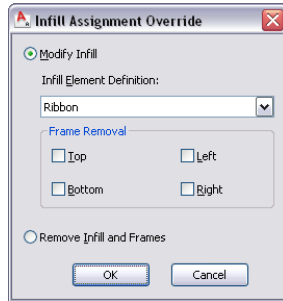 Infill Assignment Override
Modify Infill
Infill Element Definition:
Ribbon
Frame Removal
Top Left
Bottom Right
Remove Infill and Frames
OK Cancel